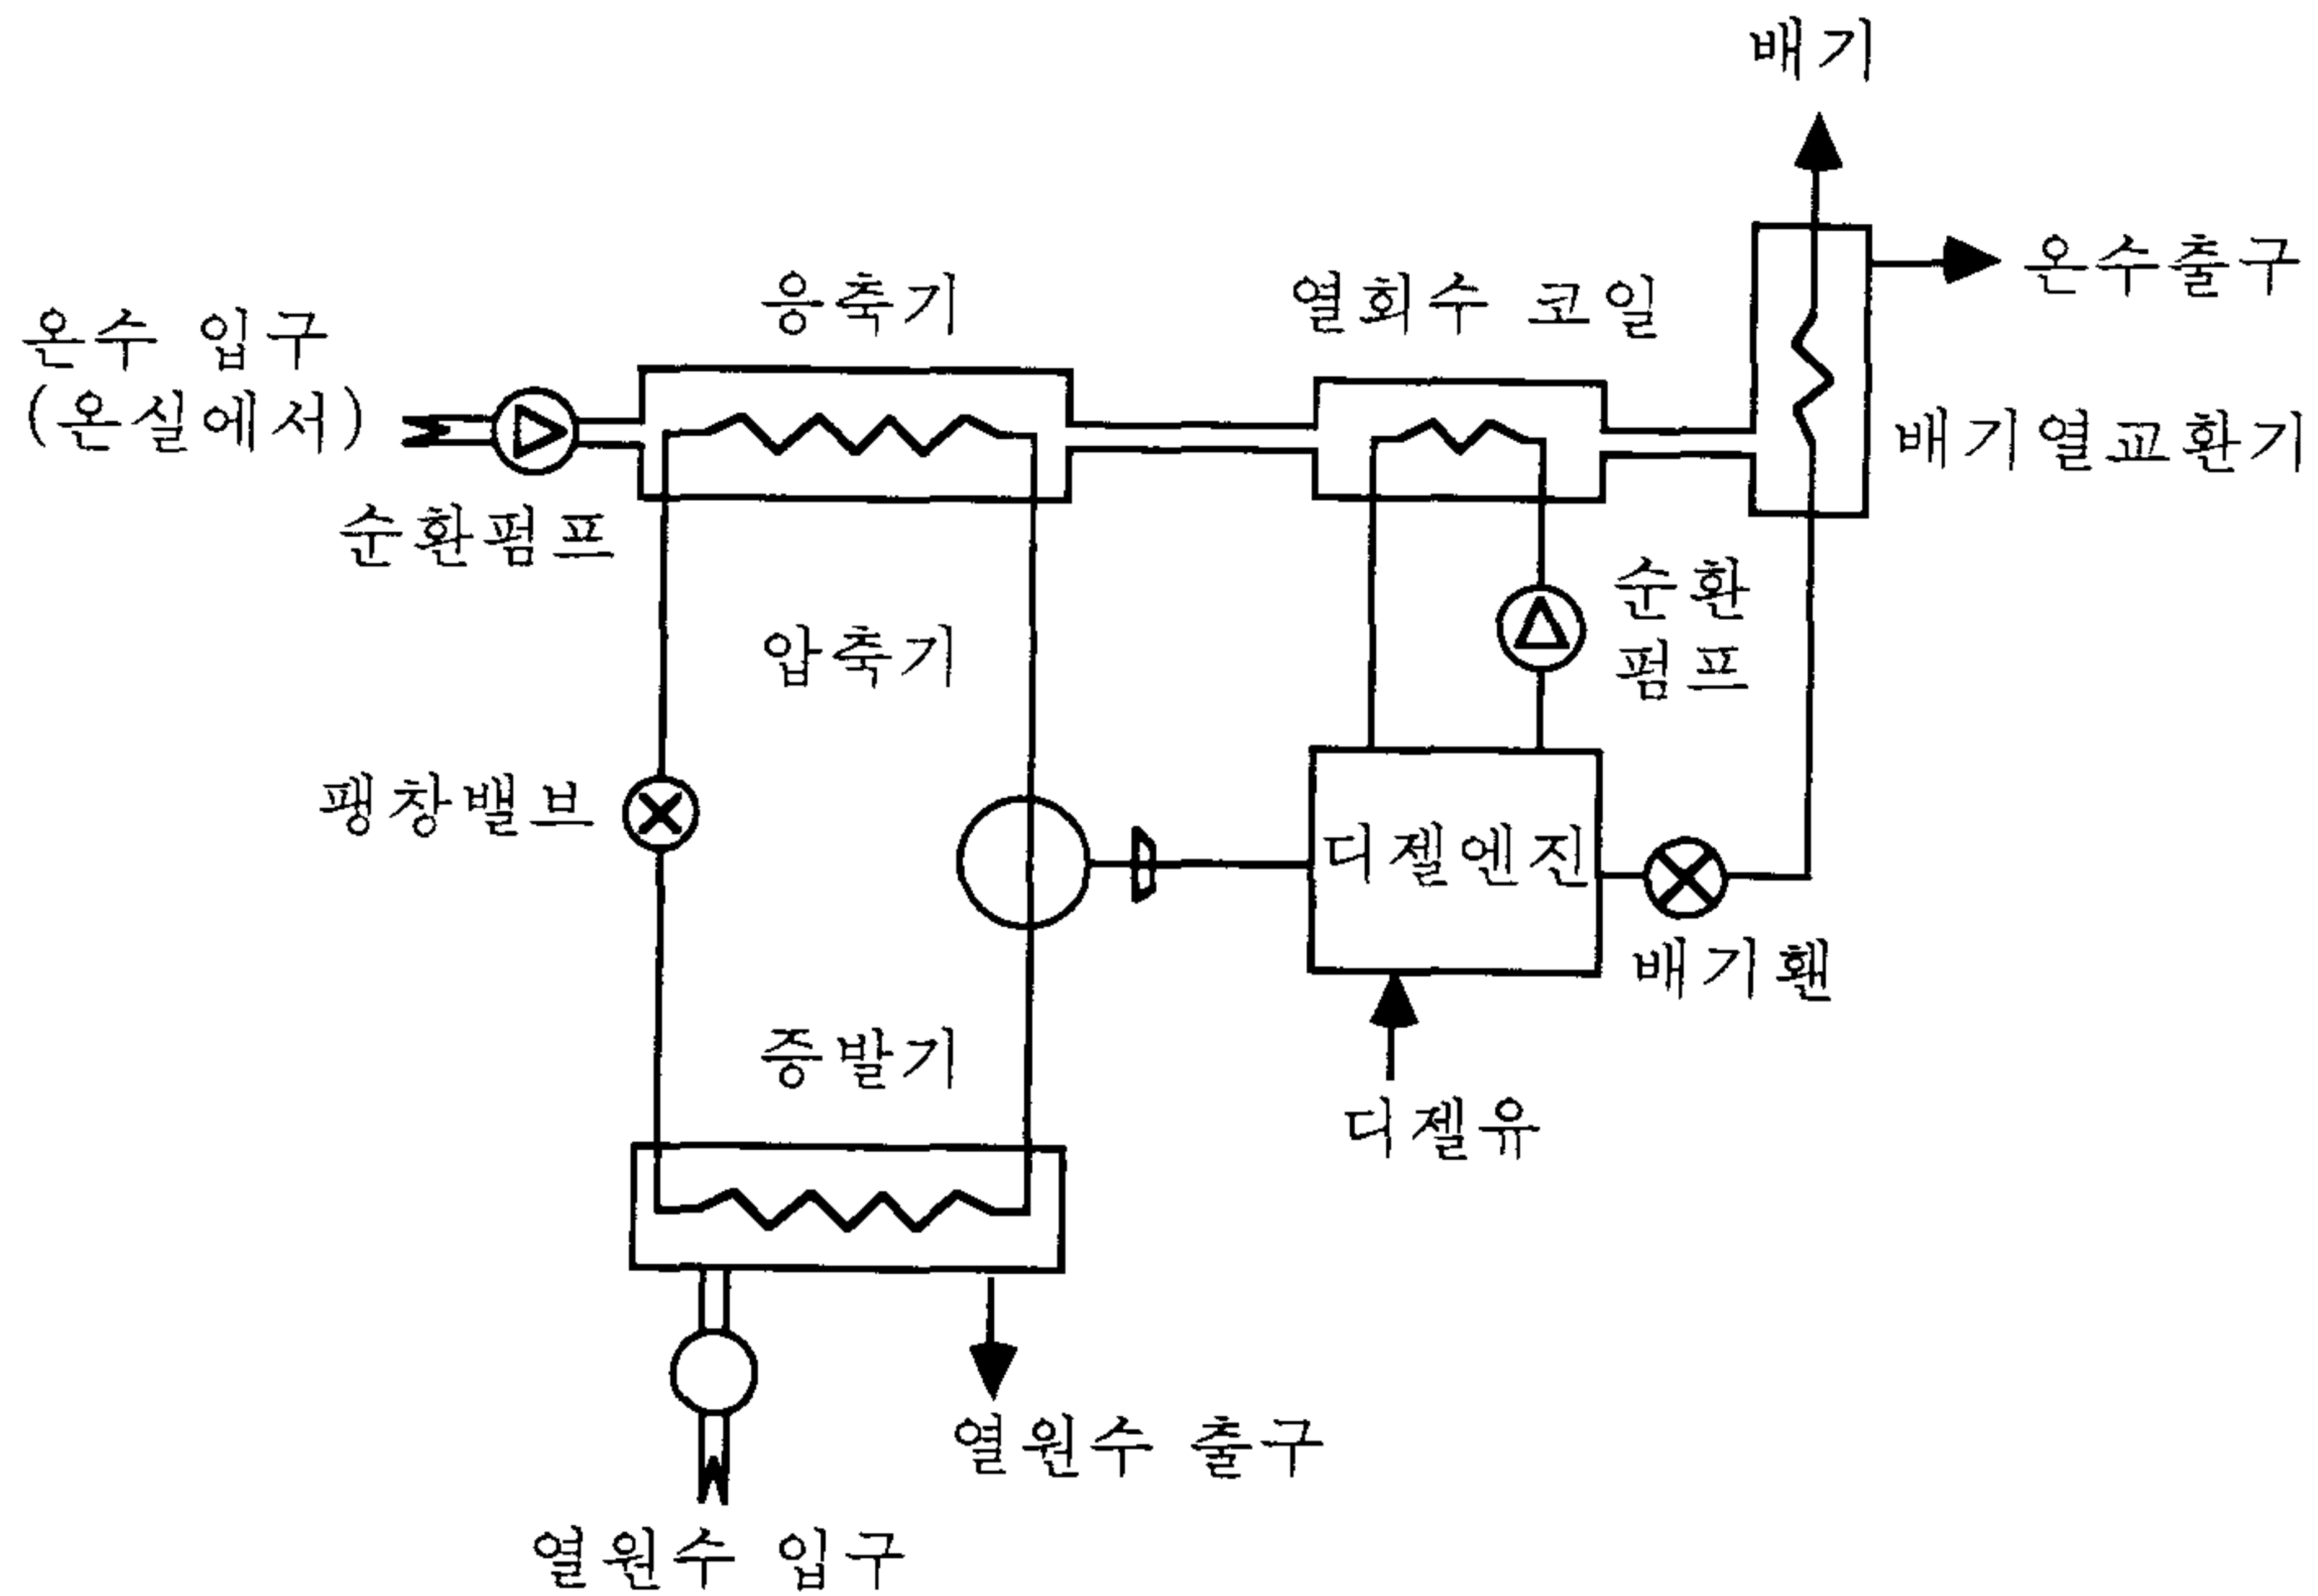 배기
온수출구
응축기
열회수 코일
온수 입구
(온실에서)
배기열교환기
순환펌프
순환
펌프
압축기
팽창밸브
디젤엔진
배기홴
증발기
디젤유
열원수 출구
열원수 입구